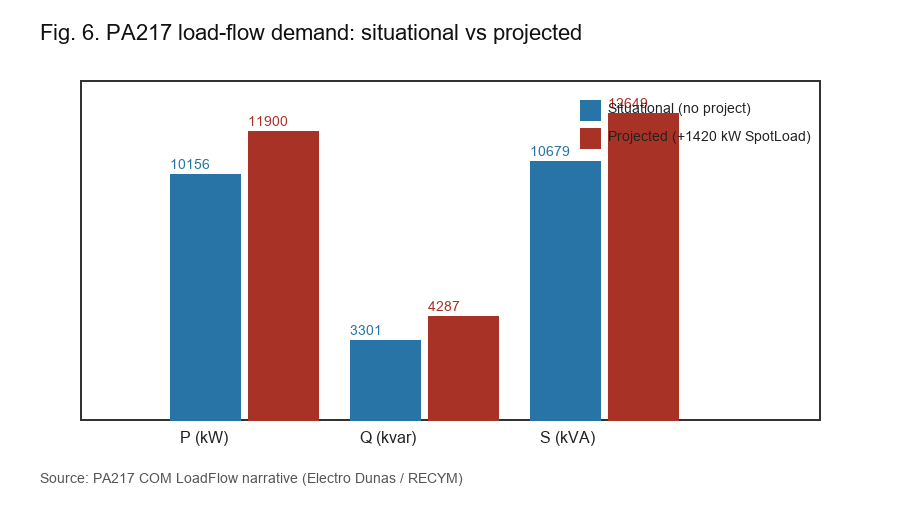 Fig. 6. PA217 load-flow demand: situational vs projected
12649
Situational (no project)
11900
Projected (+1420 kW SpotLoad)
10156
10679
4287
3301
P (kW)
Q (kvar)
S (kVA)
Source: PA217 COM LoadFlow narrative (Electro Dunas / RECYM)